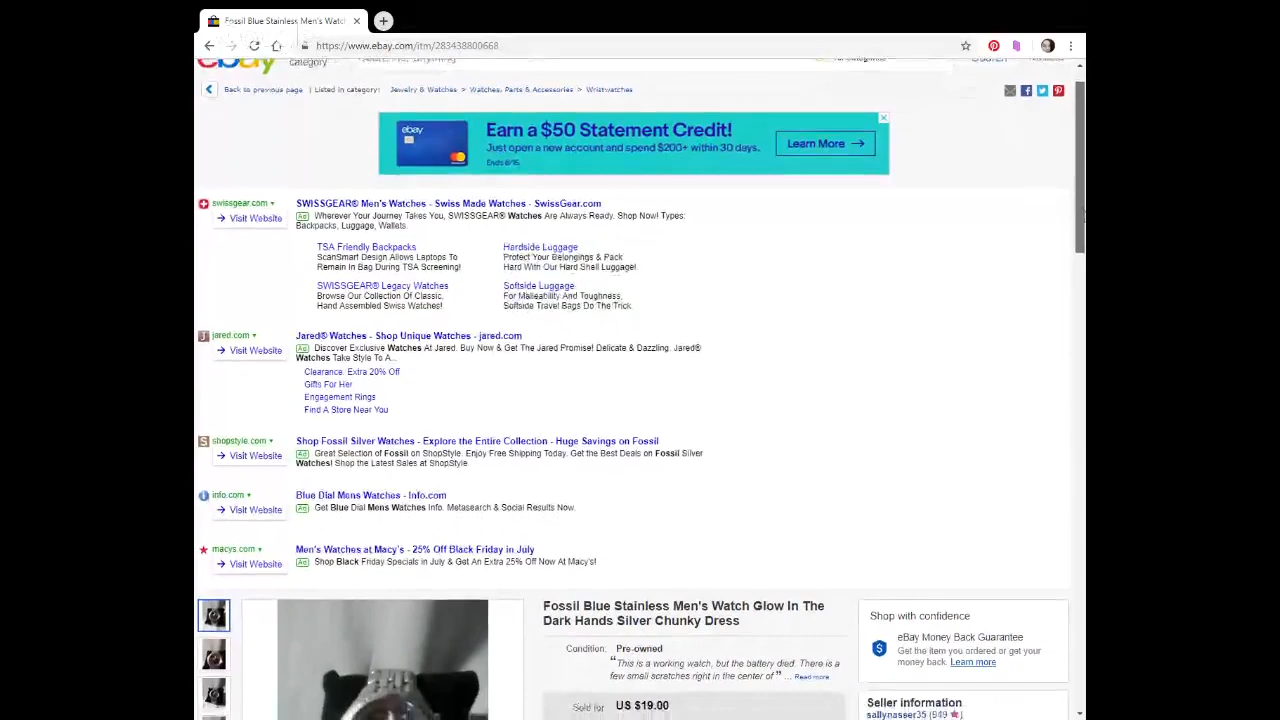 Fossil Blue Stainless Men's Watch
https://www.ebay.com/itm/283438800668
ebay
category
Back to previous page | Listed in category: Jewelry & Watches > Watches, Parts & Accessories > Wristwatches
ebay
Earn a $50 Statement Credit!
Just open a new account and spend $200+ within 30 days.
Ends 8/15
Learn More
swissgear.com
Visit Website
SWISSGEAR® Men's Watches - Swiss Made Watches - SwissGear.com
Ad Wherever Your Journey Takes You, SWISSGEAR® Watches Are Always Ready. Shop Now! Types:
Backpacks, Luggage, Wallets.
TSA Friendly Backpacks
ScanSmart Design Allows Laptops To
Remain In Bag During TSA Screening!
Hardside Luggage
Protect Your Belongings & Pack
Hard With Our Hard Shell Luggage!
SWISSGEAR® Legacy Watches
Browse Our Collection Of Classic,
Hand Assembled Swiss Watches!
Softside Luggage
For Malleability And Toughness,
Softside Travel Bags Do The Trick.
jared.com
Visit Website
Jared® Watches - Shop Unique Watches - jared.com
Ad Discover Exclusive Watches At Jared. Buy Now & Get The Jared Promise! Delicate & Dazzling. Jared®
Watches Take Style To A...
Clearance: Extra 20% Off
Gifts For Her
Engagement Rings
Find A Store Near You
shopstyle.com
Visit Website
Shop Fossil Silver Watches - Explore the Entire Collection - Huge Savings on Fossil
Ad Great Selection of Fossil on ShopStyle. Enjoy Free Shipping Today. Get the Best Deals on Fossil Silver
Watches! Shop the Latest Sales at ShopStyle.
info.com
Visit Website
Blue Dial Mens Watches - Info.com
Ad Get Blue Dial Mens Watches Info. Metasearch & Social Results Now.
macys.com
Visit Website
Men's Watches at Macy's - 25% Off Black Friday in July
Ad Shop Black Friday Specials in July & Get An Extra 25% Off Now At Macy's!
Fossil Blue Stainless Men's Watch Glow In The
Dark Hands Silver Chunky Dress
Condition: Pre-owned
"This is a working watch, but the battery died. There is a
few small scratches right in the center of" ... Read more
Sold for US $19.00
Shop with confidence
eBay Money Back Guarantee
Get the item you ordered or get your
money back. Learn more
Seller information
sallynasser35 (949)